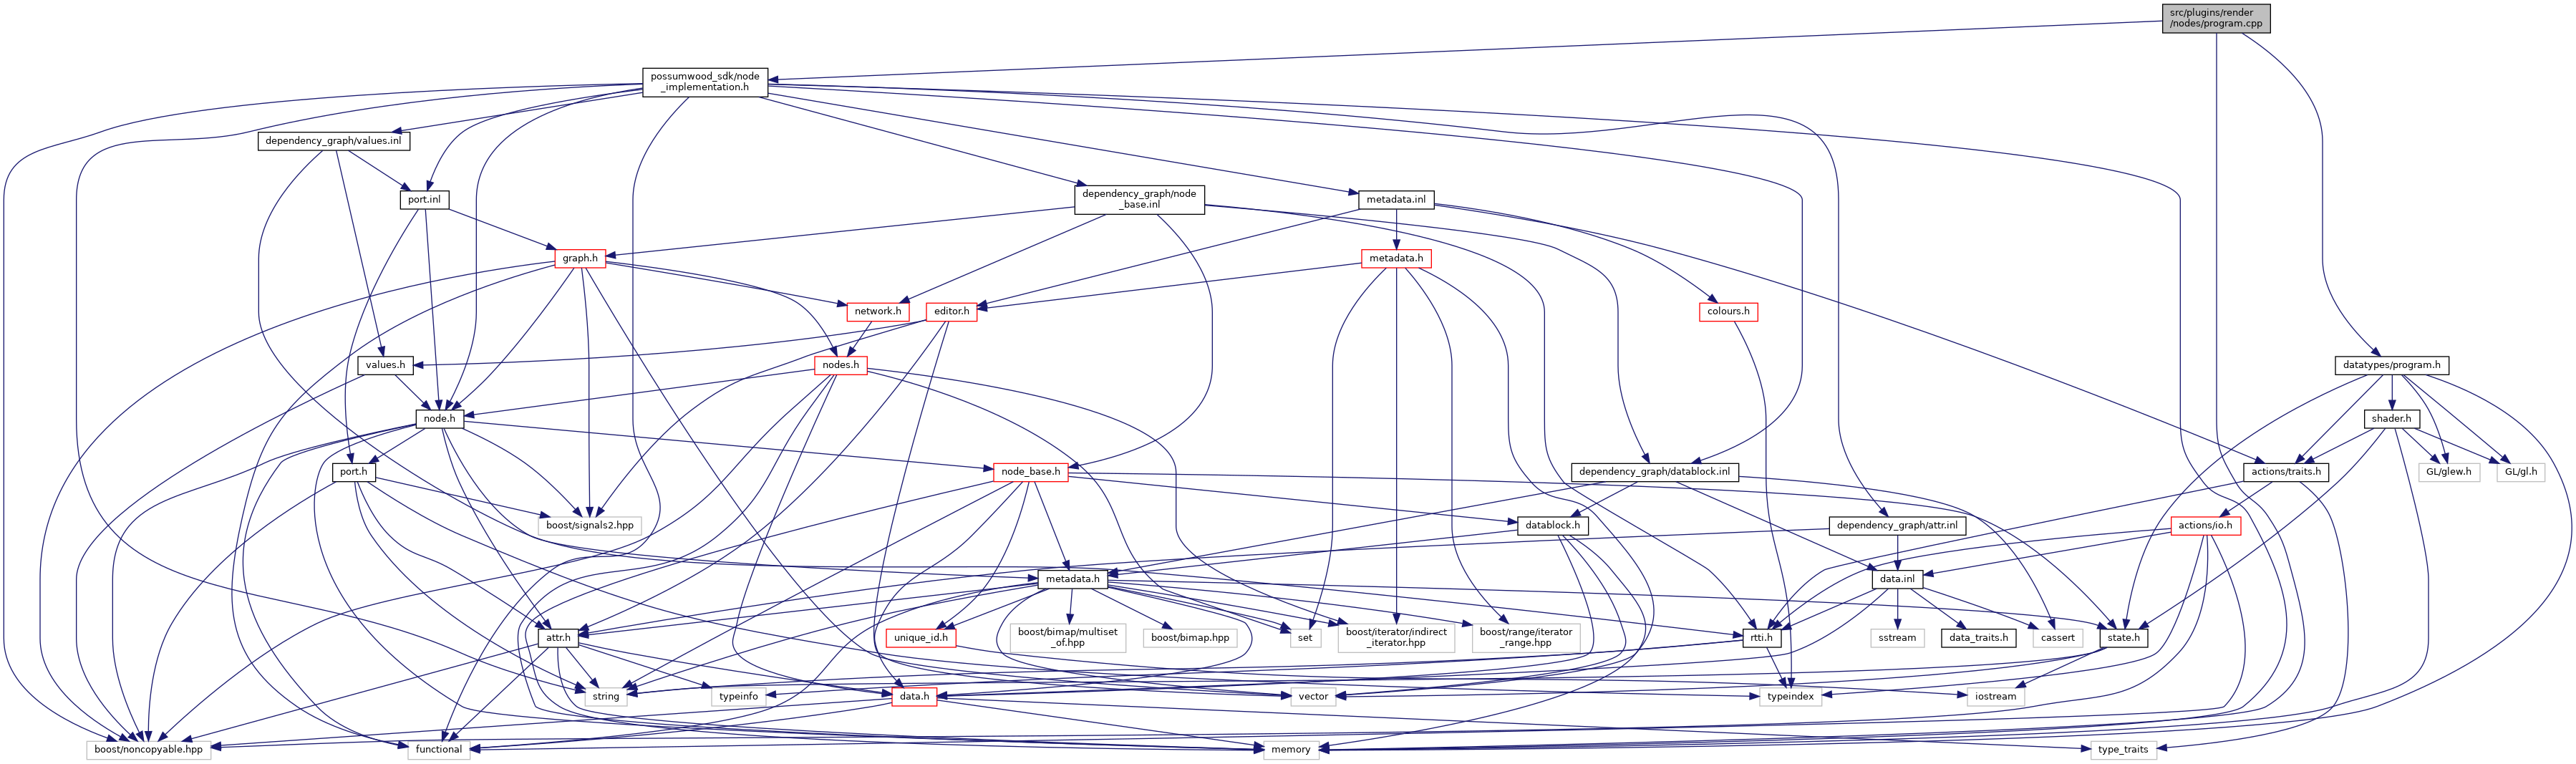 src/plugins/render
/nodes/program.cpp
possumwood_sdk/node
_implementation.h
dependency_graph/values.inl
port.inl
dependency_graph/node
_base.inl
metadata.inl
graph.h
metadata.h
network.h
editor.h
colours.h
values.h
nodes.h
datatypes/program.h
node.h
shader.h
port.h
node_base.h
dependency_graph/datablock.inl
actions/traits.h
GL/glew.h
GL/gl.h
boost/signals2.hpp
datablock.h
dependency_graph/attr.inl
actions/io.h
metadata.h
data.inl
attr.h
unique_id.h
boost/bimap/multiset
_of.hpp
boost/bimap.hpp
set
boost/iterator/indirect
_iterator.hpp
boost/range/iterator
_range.hpp
rtti.h
sstream
data_traits.h
cassert
state.h
string
typeinfo
data.h
vector
typeindex
iostream
boost/noncopyable.hpp
functional
memory
type_traits